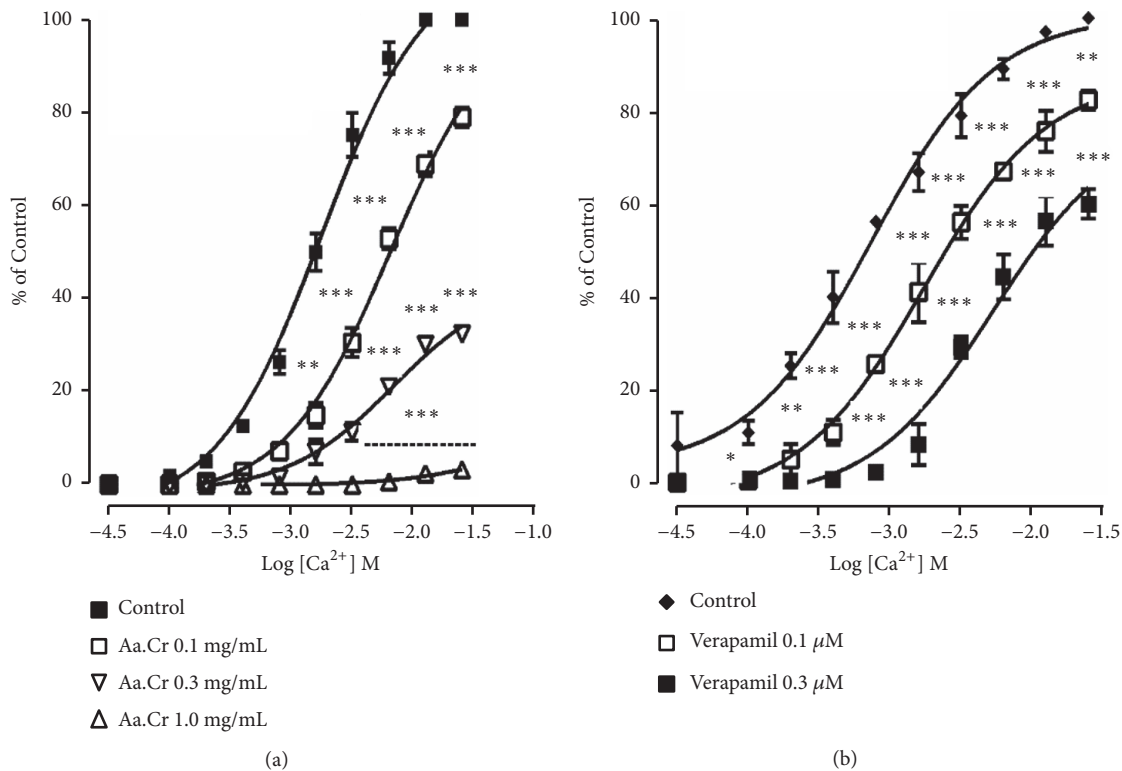 100
80
60
40
20
0
% of Control
***
***
***
***
**
***
***
***
***
−4.5 −4.0 −3.5 −3.0 −2.5 −2.0 −1.5 −1.0
Log [Ca²⁺] M
Control
Aa.Cr 0.1 mg/mL
Aa.Cr 0.3 mg/mL
Aa.Cr 1.0 mg/mL
(a)
100
80
60
40
20
0
% of Control
**
***
***
***
***
***
***
***
***
***
***
***
**
***
*
−4.5 −4.0 −3.5 −3.0 −2.5 −2.0 −1.5
Log [Ca²⁺] M
Control
Verapamil 0.1 µM
Verapamil 0.3 µM
(b)